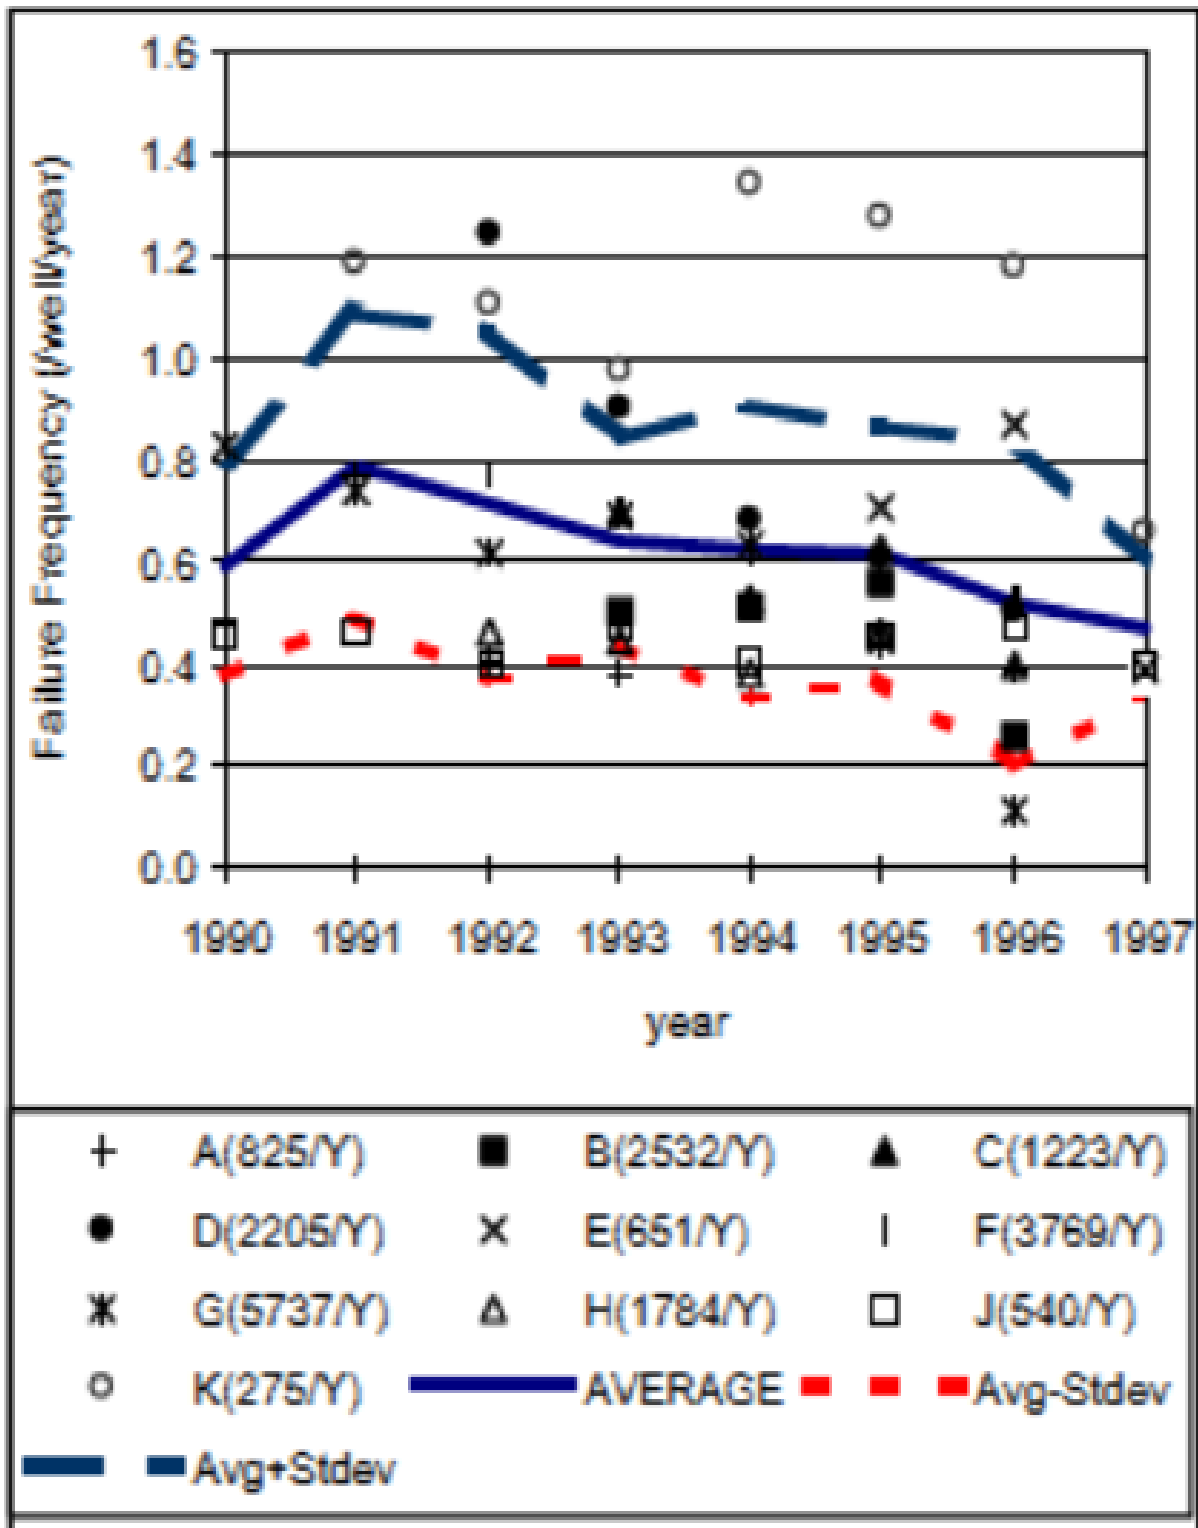 1.6
1.4
1.2
1.0
0.8
0.6
0.4
0.2
0.0
Failure Frequency (/well/year)
1990 1991 1992 1993 1994 1995 1996 1997
year
A(825/Y) B(2532/Y) C(1223/Y)
D(2205/Y) E(651/Y) F(3769/Y)
G(5737/Y) H(1784/Y) J(540/Y)
K(275/Y) AVERAGE Avg-Stdev
Avg+Stdev